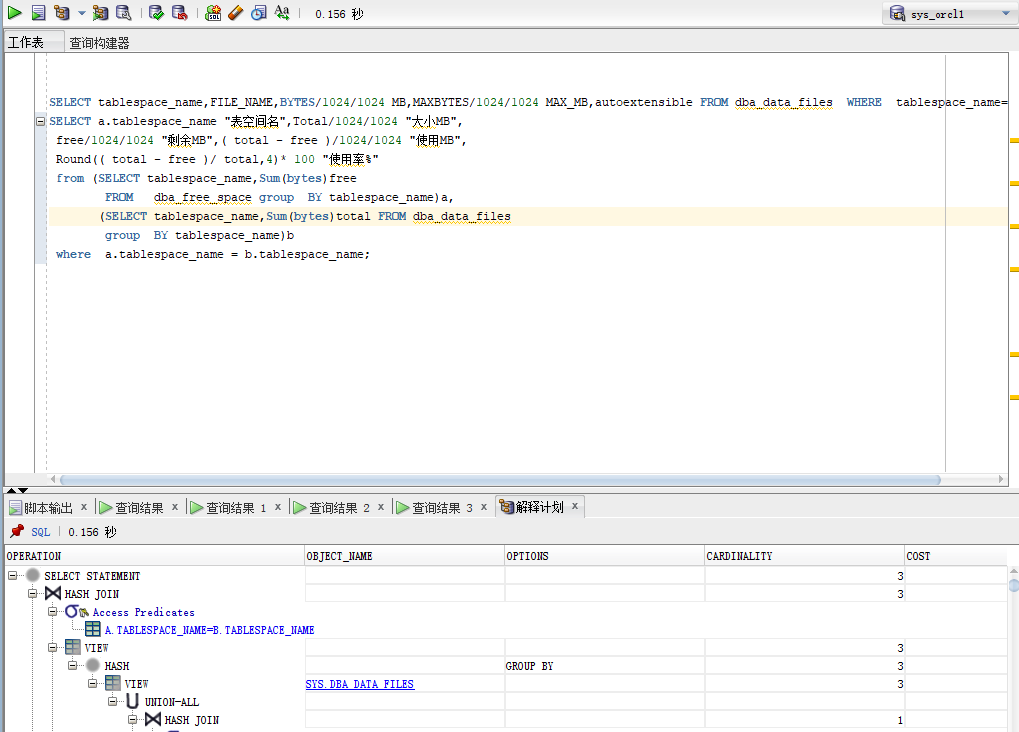 0.156 秒
sys_orcl1
工作表 查询构建器
SELECT tablespace_name,FILE_NAME,BYTES/1024/1024 MB,MAXBYTES/1024/1024 MAX_MB,autoextensible FROM dba_data_files WHERE tablespace_name=
SELECT a.tablespace_name "表空间名",Total/1024/1024 "大小MB",
free/1024/1024 "剩余MB",( total - free )/1024/1024 "使用MB",
Round(( total - free )/ total,4)* 100 "使用率%"
from (SELECT tablespace_name,Sum(bytes)free
FROM dba_free_space group BY tablespace_name)a,
(SELECT tablespace_name,Sum(bytes)total FROM dba_data_files
group BY tablespace_name)b
where a.tablespace_name = b.tablespace_name;
脚本输出 x 查询结果 x 查询结果 1 x 查询结果 2 x 查询结果 3 x 解释计划 x
SQL 0.156 秒
OPERATION OBJECT_NAME OPTIONS CARDINALITY COST
SELECT STATEMENT 3
HASH JOIN 3
Access Predicates
A.TABLESPACE_NAME=B.TABLESPACE_NAME
VIEW 3
HASH GROUP BY 3
VIEW SYS.DBA_DATA_FILES 3
UNION-ALL
HASH JOIN 1